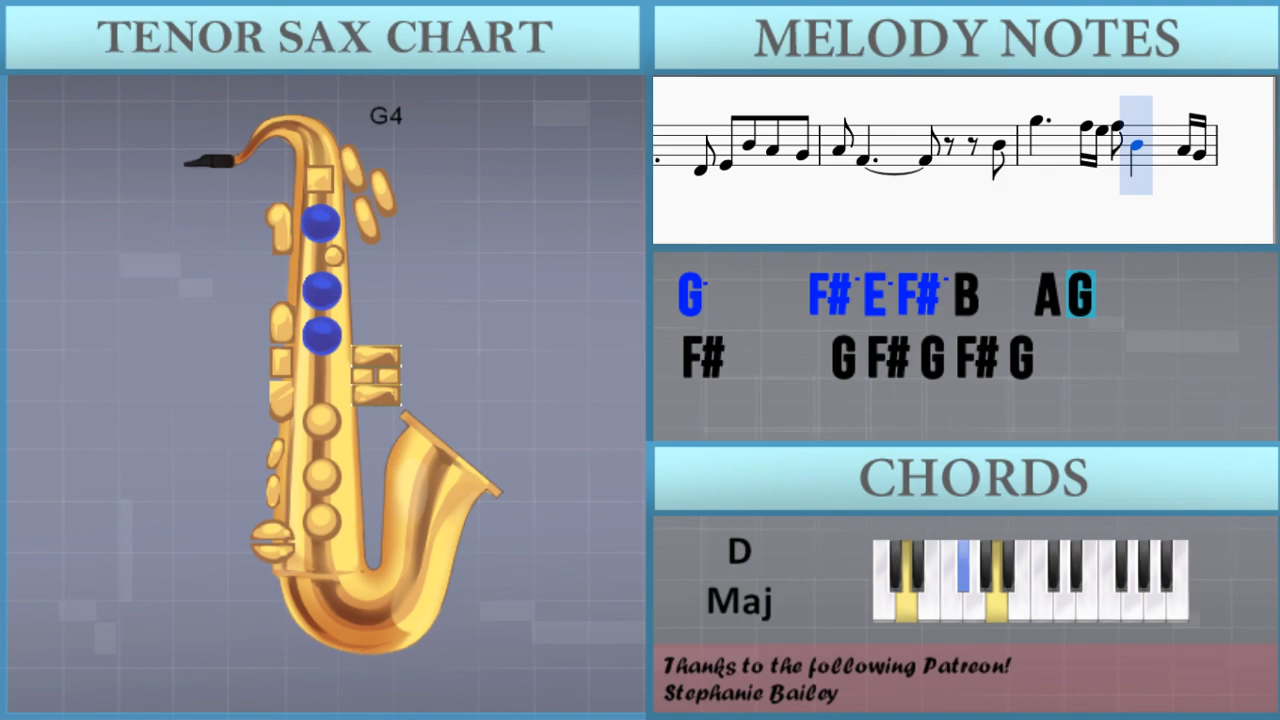 TENOR SAX CHART
G4
MELODY NOTES
G- F#- E- F#- B A G
F# G F# G F# G
CHORDS
D
Maj
Thanks to the following Patreon!
Stephanie Bailey